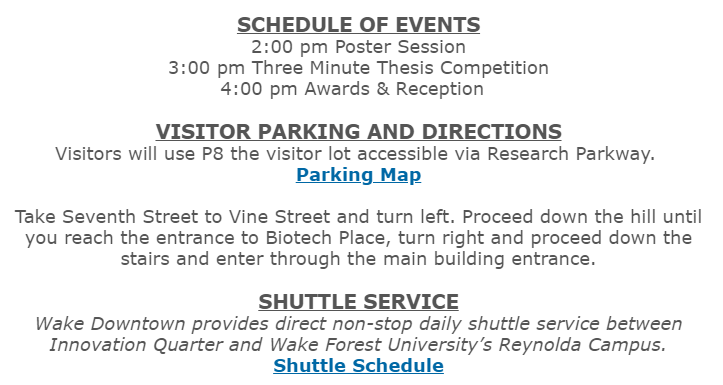 SCHEDULE OF EVENTS
2:00 pm Poster Session
3:00 pm Three Minute Thesis Competition
4:00 pm Awards & Reception
VISITOR PARKING AND DIRECTIONS
Visitors will use P8 the visitor lot accessible via Research Parkway.
Parking Map
Take Seventh Street to Vine Street and turn left. Proceed down the hill until
you reach the entrance to Biotech Place, turn right and proceed down the
stairs and enter through the main building entrance.
SHUTTLE SERVICE
Wake Downtown provides direct non-stop daily shuttle service between
Innovation Quarter and Wake Forest University’s Reynolda Campus.
Shuttle Schedule